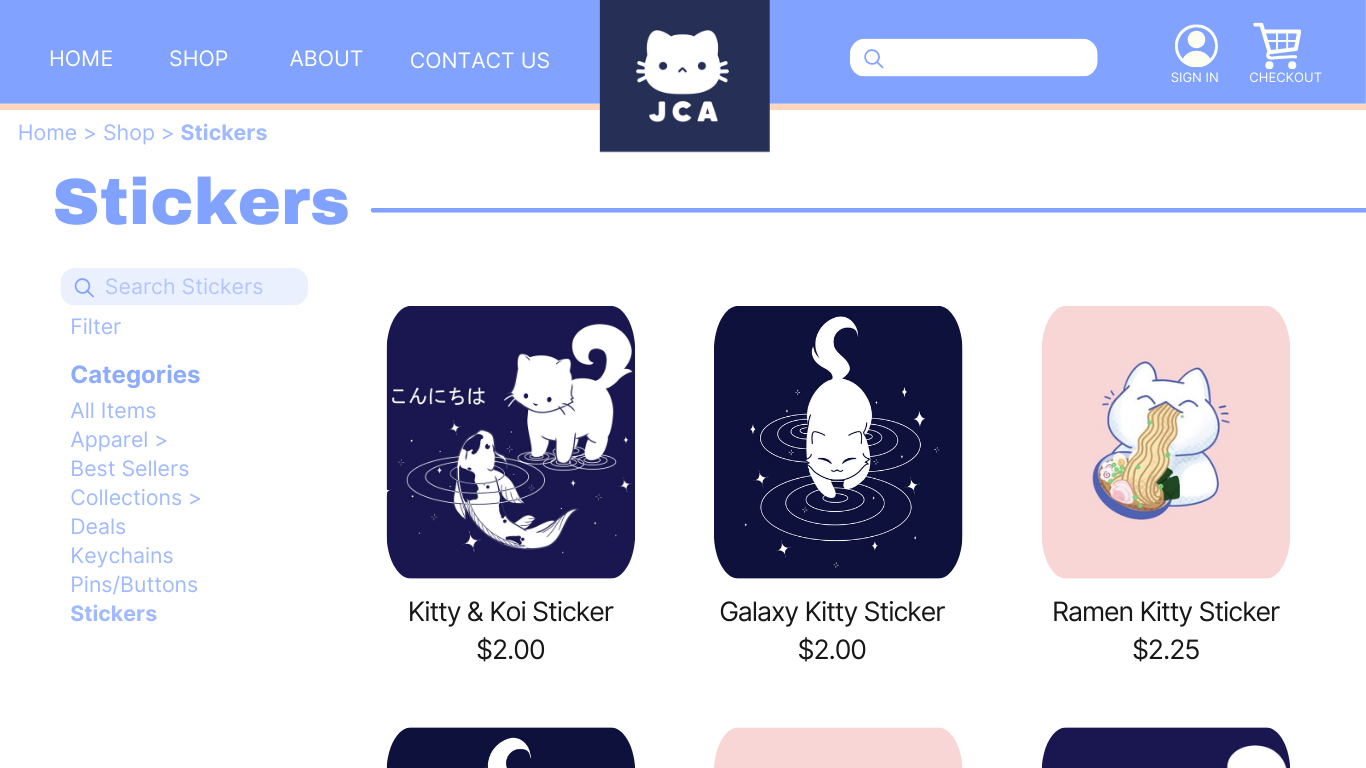 HOME SHOP ABOUT CONTACT US
JCA
SIGN IN CHECKOUT
Home > Shop > Stickers
Stickers
Search Stickers
Filter
Categories
All Items
Apparel >
Best Sellers
Collections >
Deals
Keychains
Pins/Buttons
Stickers
こんにちは
Kitty & Koi Sticker
$2.00
Galaxy Kitty Sticker
$2.00
Ramen Kitty Sticker
$2.25